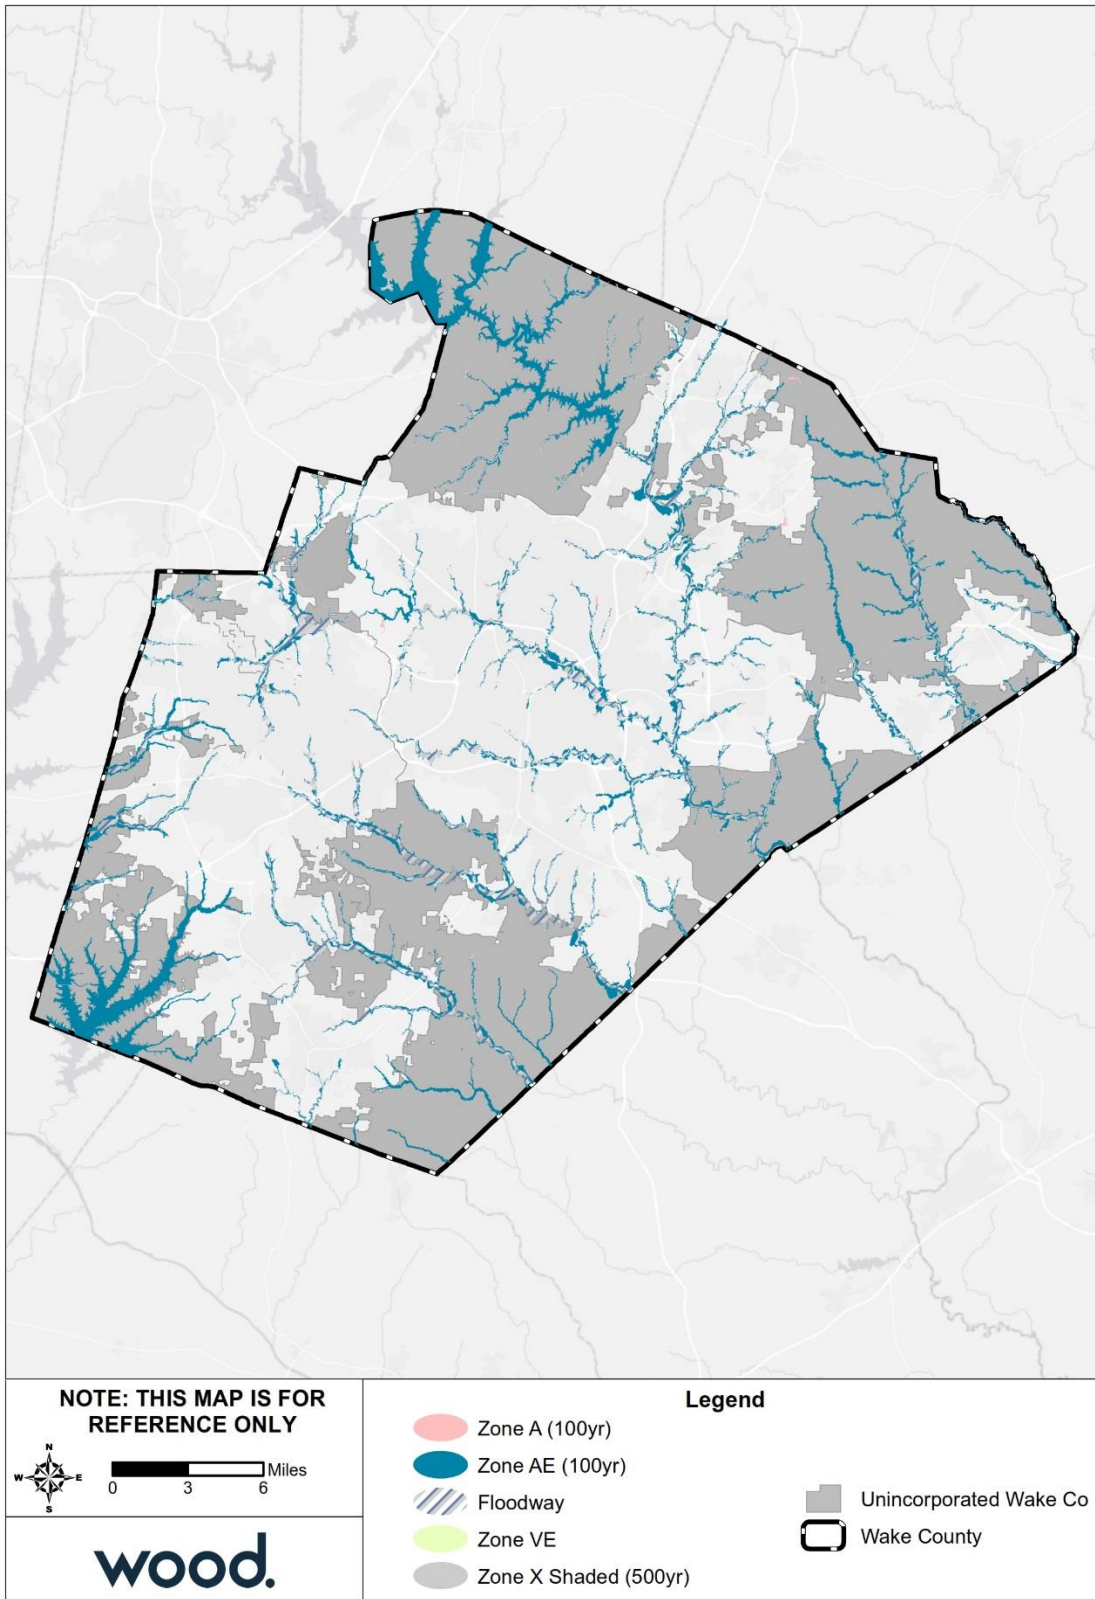 NOTE: THIS MAP IS FOR
REFERENCE ONLY
N
W E
S
Miles
0 3 6
wood.
Legend
Zone A (100yr)
Zone AE (100yr)
Floodway
Zone VE
Zone X Shaded (500yr)
Unincorporated Wake Co
Wake County